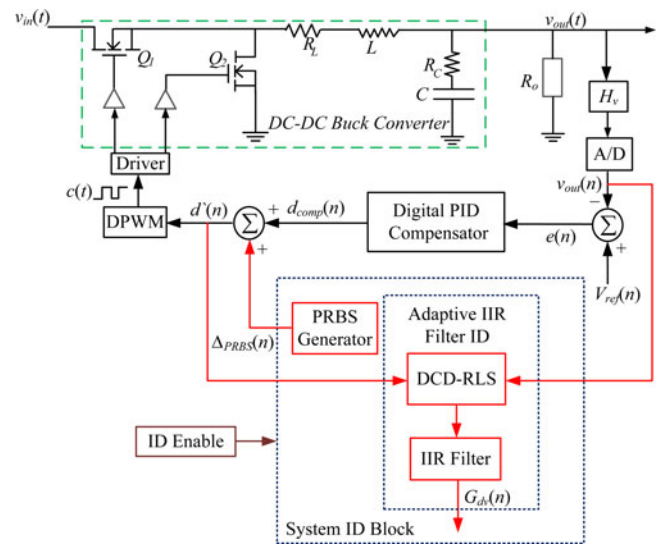 v_in(t)
v_out(t)
Q_1
Q_2
R_L
L
R_C
C
R_o
H_v
DC-DC Buck Converter
A/D
Driver
c(t)
v_out(n)
DPWM
d`(n)
+
Σ
+
d_comp(n)
Digital PID
Compensator
e(n)
−
Σ
+
V_ref(n)
PRBS
Generator
Δ_PRBS(n)
Adaptive IIR
Filter ID
DCD-RLS
ID Enable
IIR Filter
G_dv(n)
System ID Block